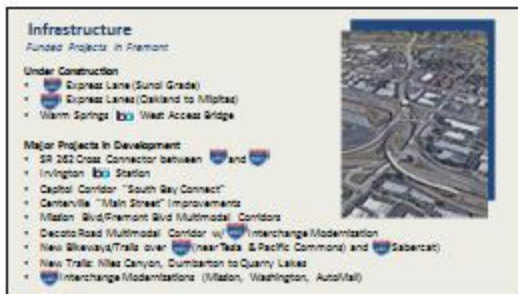 Infrastructure
Funded Projects in Fremont
Under Construction
• Express Lane (Sunol Grade)
• Express Lanes (Oakland to Milpitas)
• Warm Springs West Access Bridge
Major Projects in Development
• SR 262 Cross Connector between and
• Irvington Station
• Capitol Corridor "South Bay Connect"
• Centerville "Main Street" Improvements
• Mission Blvd/Fremont Blvd Multimodal Corridors
• Decoto Road Multimodal Corridor w/ Interchange Modernization
• New Bikeways/Trails over (near Tesla & Pacific Commons) and Sabercat)
• New Trails: Niles Canyon, Dumbarton to Quarry Lakes
• Interchange Modernizations (Mission, Washington, AutoMall)